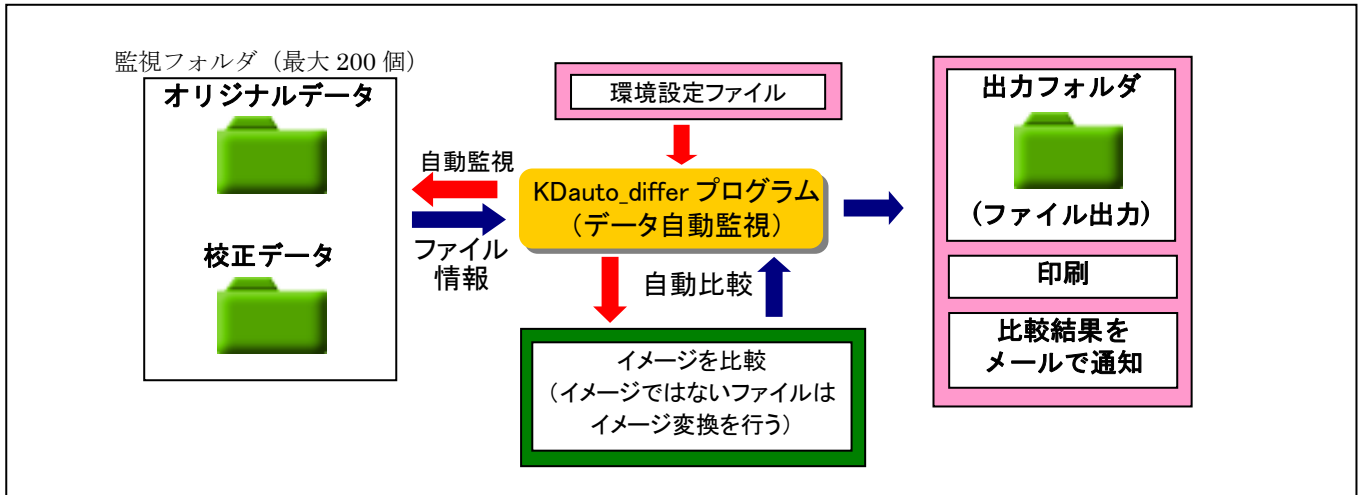 監視フォルダ（最大 200 個）
オリジナルデータ
校正データ
自動監視
ファイル
情報
環境設定ファイル
KDauto_differ プログラム
（データ自動監視）
自動比較
イメージを比較
（イメージではないファイルは
イメージ変換を行う）
出力フォルダ
(ファイル出力)
印刷
比較結果を
メールで通知